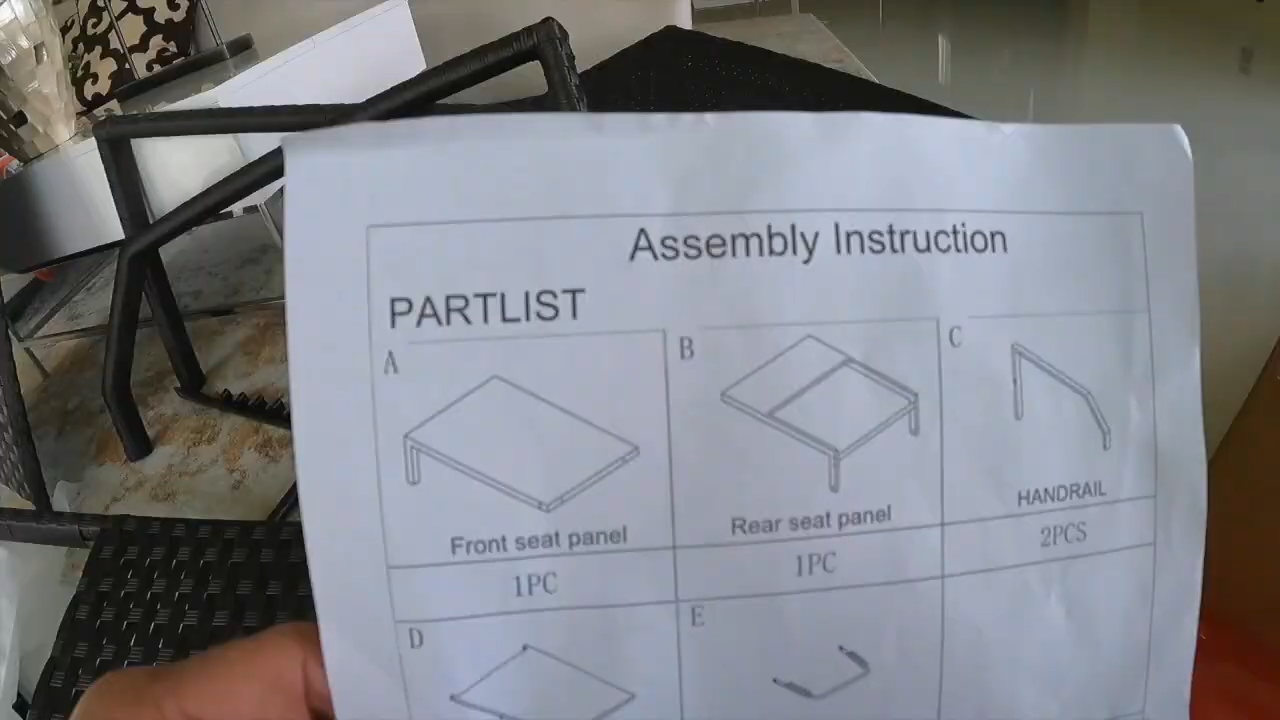 Assembly Instruction
PARTLIST
A
B
C
Front seat panel
Rear seat panel
HANDRAIL
1PC
1PC
2PCS
D
E